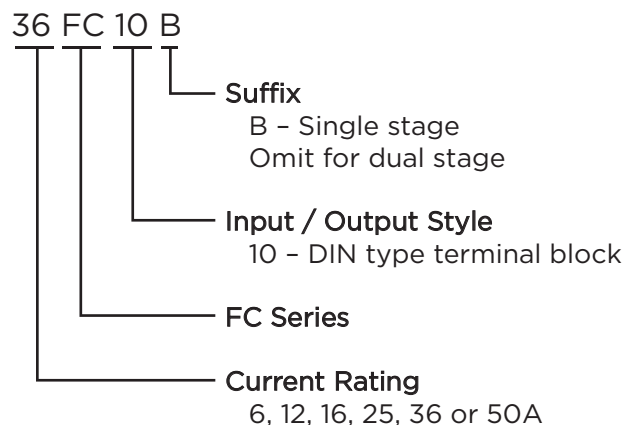 36 FC 10 B
Suffix
B – Single stage
Omit for dual stage
Input / Output Style
10 – DIN type terminal block
FC Series
Current Rating
6, 12, 16, 25, 36 or 50A